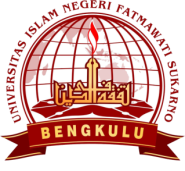 UNIVERSITAS ISLAM NEGERI FATMAWATI SUKARNO
BENGKULU